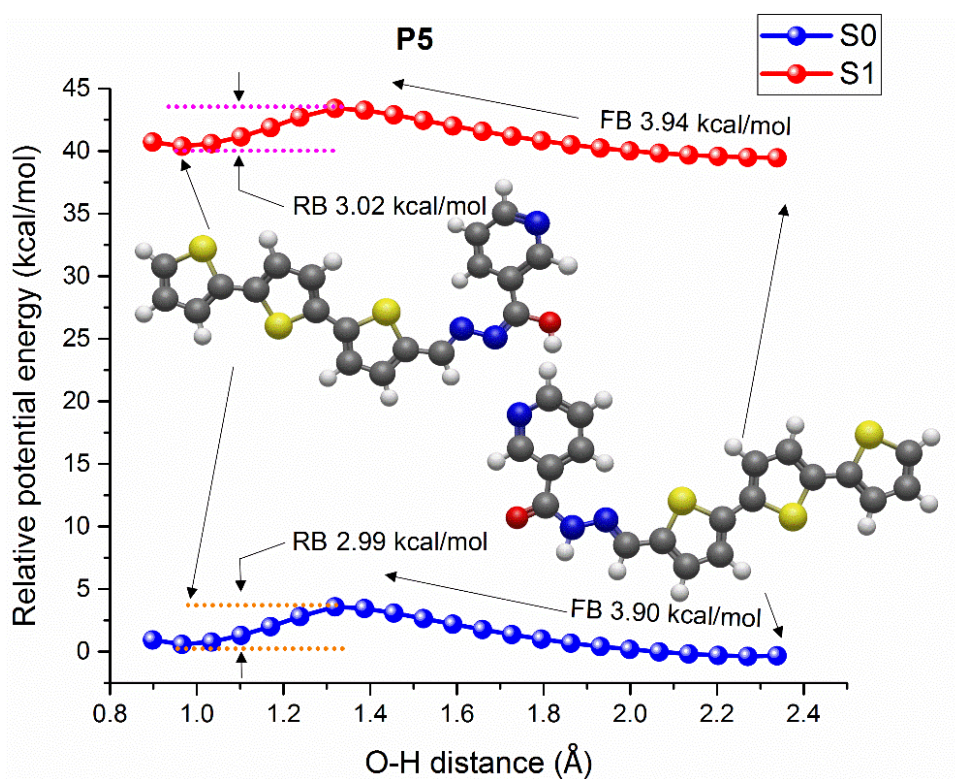 P5
S0
S1
45
40
35
30
25
20
15
10
5
0
Relative potential energy (kcal/mol)
FB 3.94 kcal/mol
RB 3.02 kcal/mol
RB 2.99 kcal/mol
FB 3.90 kcal/mol
0.8 1.0 1.2 1.4 1.6 1.8 2.0 2.2 2.4
O-H distance (Å)